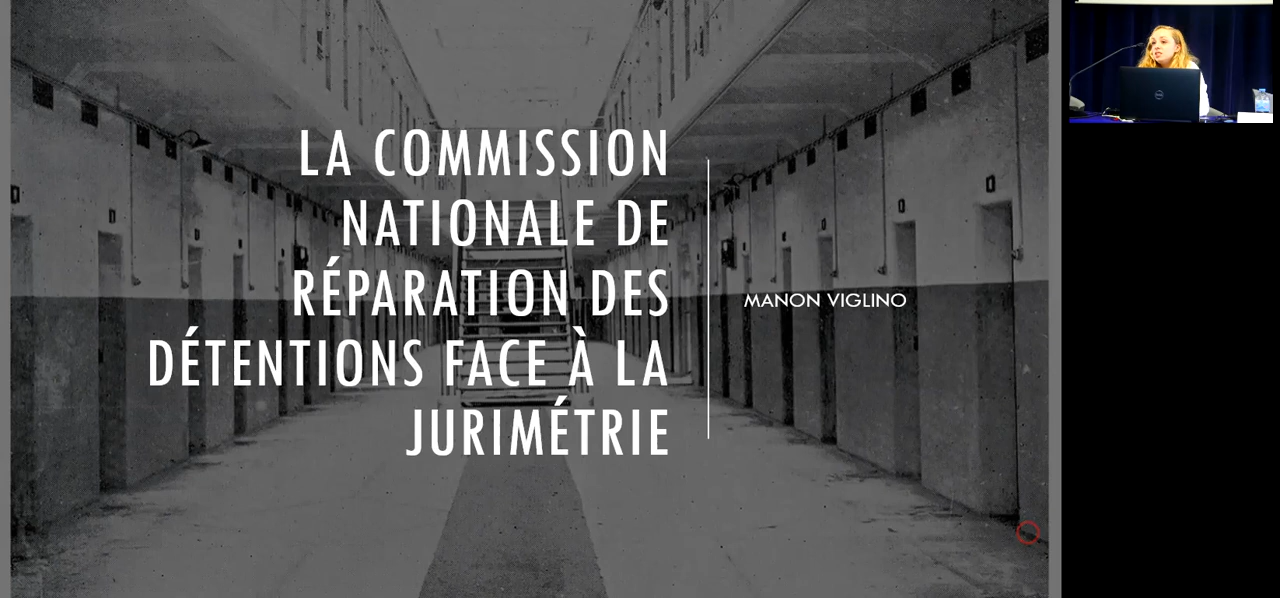 LA COMMISSION
NATIONALE DE
RÉPARATION DES
DÉTENTIONS FACE À LA
JURIMÉTRIE
MANON VIGLINO